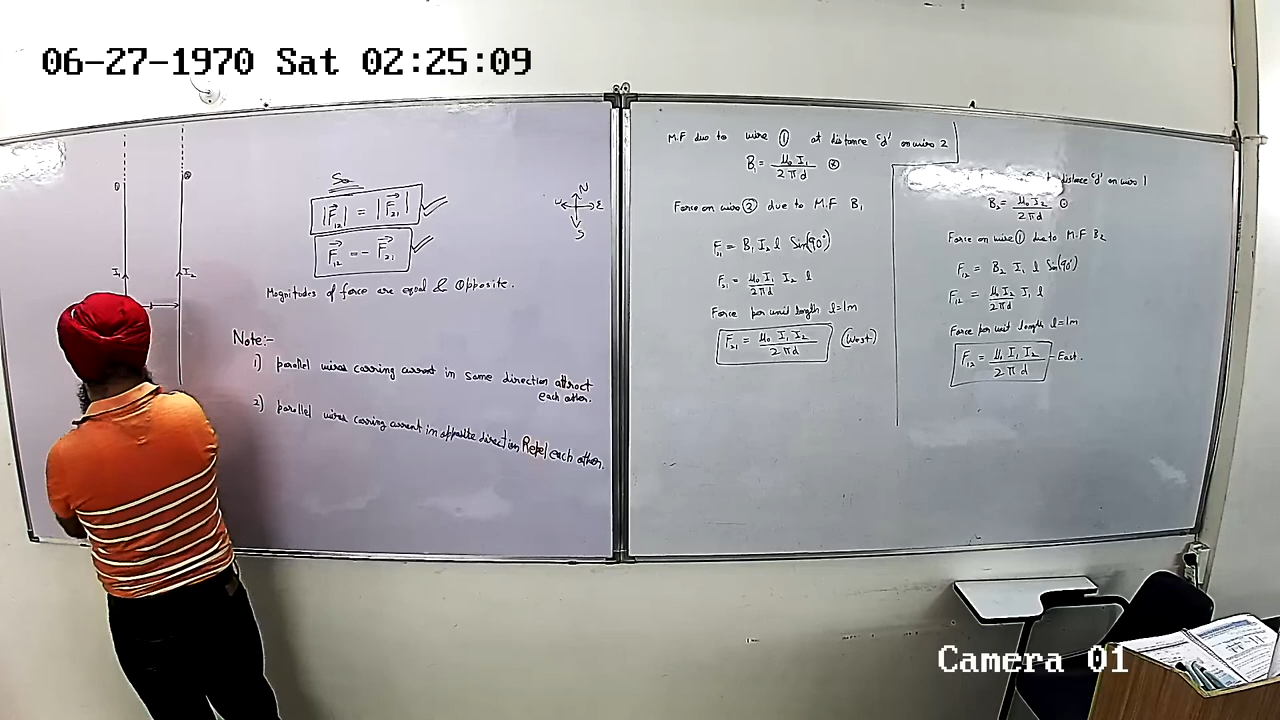 06-27-1970 Sat 02:25:09
I₁
I₂
So
|F⃗₁₂| = |F⃗₂₁|
F⃗₁₂ = - F⃗₂₁
Magnitudes of force are equal & Opposite.
N
E
S
Note:-
1) parallel wires carrying current in same direction attract each other.
2) parallel wires carring current in opposite direction Repel each other.
M.F due to wire ① at distance 'd' on wire 2
B₁ = μ₀ I₁ / 2πd ⊗
Force on wire ② due to M.F B₁
F₂₁ = B₁ I₂ l Sin(90°)
F₂₁ = μ₀ I₁ / 2πd I₂ l
Force per unit length l=1m
F₂₁ = μ₀ I₁ I₂ / 2πd (West)
distance 'd' on wire 1
B₂ = μ₀ I₂ / 2πd ⊙
Force on wire ① due to M.F B₂
F₁₂ = B₂ I₁ l Sin(90°)
F₁₂ = μ₀ I₂ / 2πd I₁ l
Force per unit length l=1m
F₁₂ = μ₀ I₁ I₂ / 2πd - East.
Camera 01